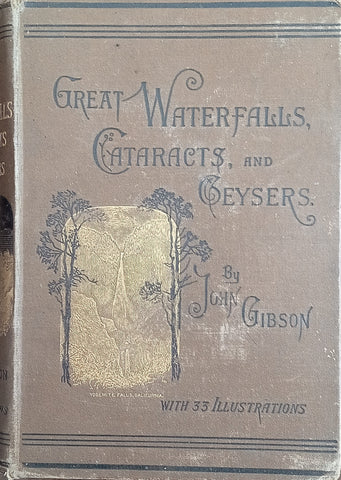 GREAT WATERFALLS,
CATARACTS, AND
GEYSERS.
By
JOHN
GIBSON
YOSEMITE FALLS, CALIFORNIA.
WITH 33 ILLUSTRATIONS